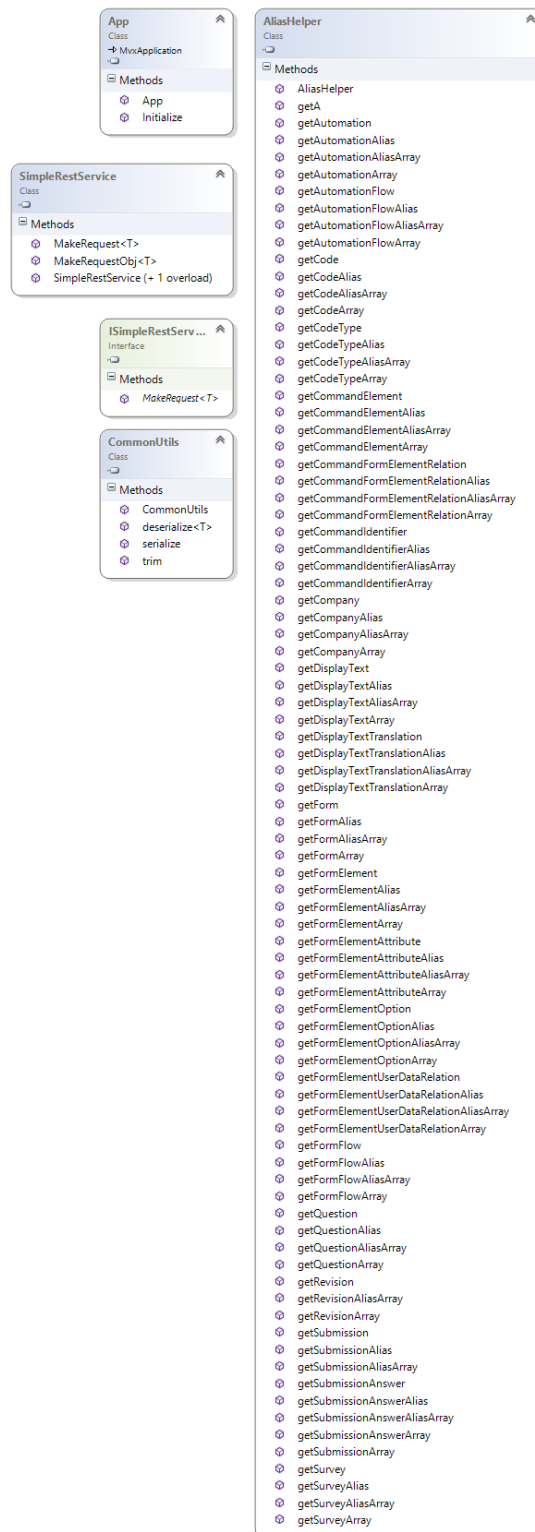 App
Class
MvxApplication
Methods
App
Initialize
SimpleRestService
Class
Methods
MakeRequest<T>
MakeRequestObj<T>
SimpleRestService (+ 1 overload)
ISimpleRestServ...
Interface
Methods
MakeRequest<T>
CommonUtils
Class
Methods
CommonUtils
deserialize<T>
serialize
trim
AliasHelper
Class
Methods
AliasHelper
getA
getAutomation
getAutomationAlias
getAutomationAliasArray
getAutomationArray
getAutomationFlow
getAutomationFlowAlias
getAutomationFlowAliasArray
getAutomationFlowArray
getCode
getCodeAlias
getCodeAliasArray
getCodeArray
getCodeType
getCodeTypeAlias
getCodeTypeAliasArray
getCodeTypeArray
getCommandElement
getCommandElementAlias
getCommandElementAliasArray
getCommandElementArray
getCommandFormElementRelation
getCommandFormElementRelationAlias
getCommandFormElementRelationAliasArray
getCommandFormElementRelationArray
getCommandIdentifier
getCommandIdentifierAlias
getCommandIdentifierAliasArray
getCommandIdentifierArray
getCompany
getCompanyAlias
getCompanyAliasArray
getCompanyArray
getDisplayText
getDisplayTextAlias
getDisplayTextAliasArray
getDisplayTextArray
getDisplayTextTranslation
getDisplayTextTranslationAlias
getDisplayTextTranslationAliasArray
getDisplayTextTranslationArray
getForm
getFormAlias
getFormAliasArray
getFormArray
getFormElement
getFormElementAlias
getFormElementAliasArray
getFormElementArray
getFormElementAttribute
getFormElementAttributeAlias
getFormElementAttributeAliasArray
getFormElementAttributeArray
getFormElementOption
getFormElementOptionAlias
getFormElementOptionAliasArray
getFormElementOptionArray
getFormElementUserDataRelation
getFormElementUserDataRelationAlias
getFormElementUserDataRelationAliasArray
getFormElementUserDataRelationArray
getFormFlow
getFormFlowAlias
getFormFlowAliasArray
getFormFlowArray
getQuestion
getQuestionAlias
getQuestionAliasArray
getQuestionArray
getRevision
getRevisionAliasArray
getRevisionArray
getSubmission
getSubmissionAlias
getSubmissionAliasArray
getSubmissionAnswer
getSubmissionAnswerAlias
getSubmissionAnswerAliasArray
getSubmissionAnswerArray
getSubmissionArray
getSurvey
getSurveyAlias
getSurveyAliasArray
getSurveyArray